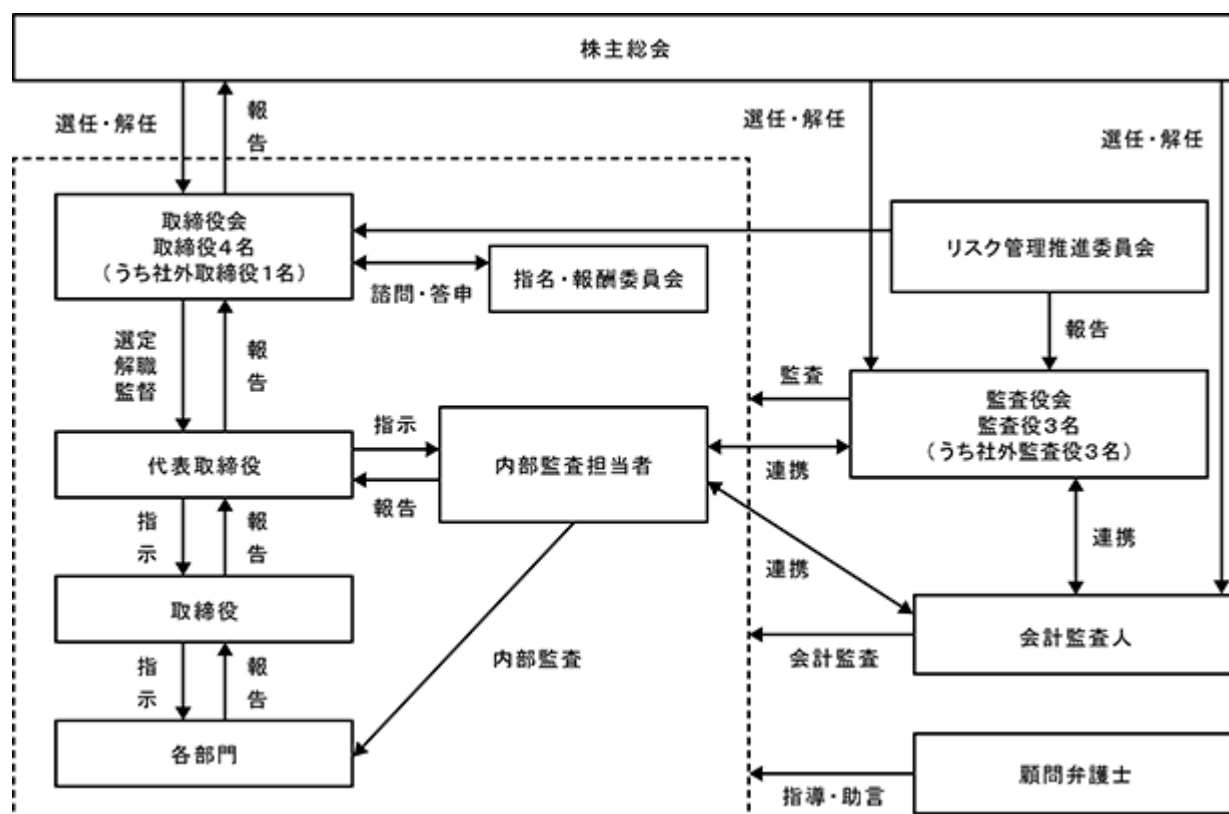 株主総会
選任・解任
報告
選任・解任
選任・解任
取締役会
取締役4名
(うち社外取締役1名)
リスク管理推進委員会
指名・報酬委員会
諮問・答申
選定
解職
監督
報告
報告
監査
監査役会
監査役3名
(うち社外監査役3名)
代表取締役
指示
報告
内部監査担当者
連携
連携
連携
指示
報告
取締役
会計監査人
会計監査
内部監査
指示
報告
各部門
顧問弁護士
指導・助言